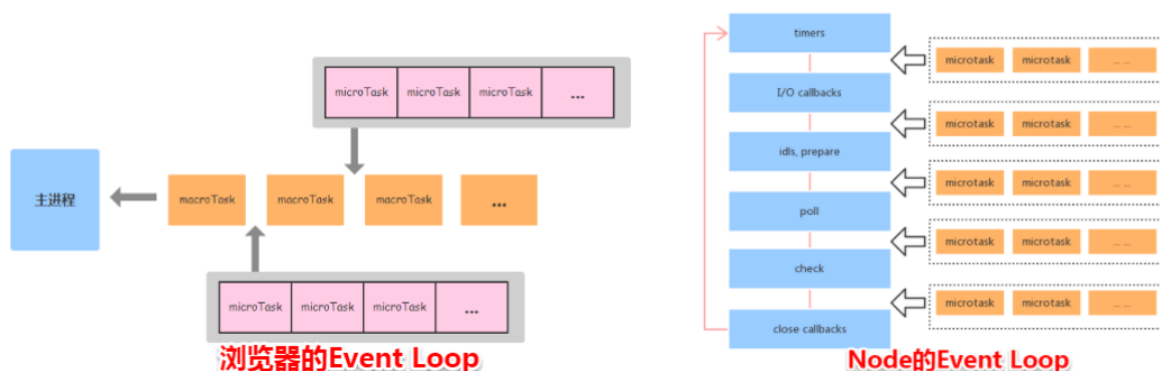 microTask microTask microTask ...
主进程
macroTask macroTask macroTask ...
microTask microTask microTask ...
浏览器的Event Loop
timers
microtask microtask ... ...
I/O callbacks
microtask microtask ... ...
idls, prepare
microtask microtask ... ...
poll
microtask microtask ... ...
check
microtask microtask ... ...
close callbacks
Node的Event Loop